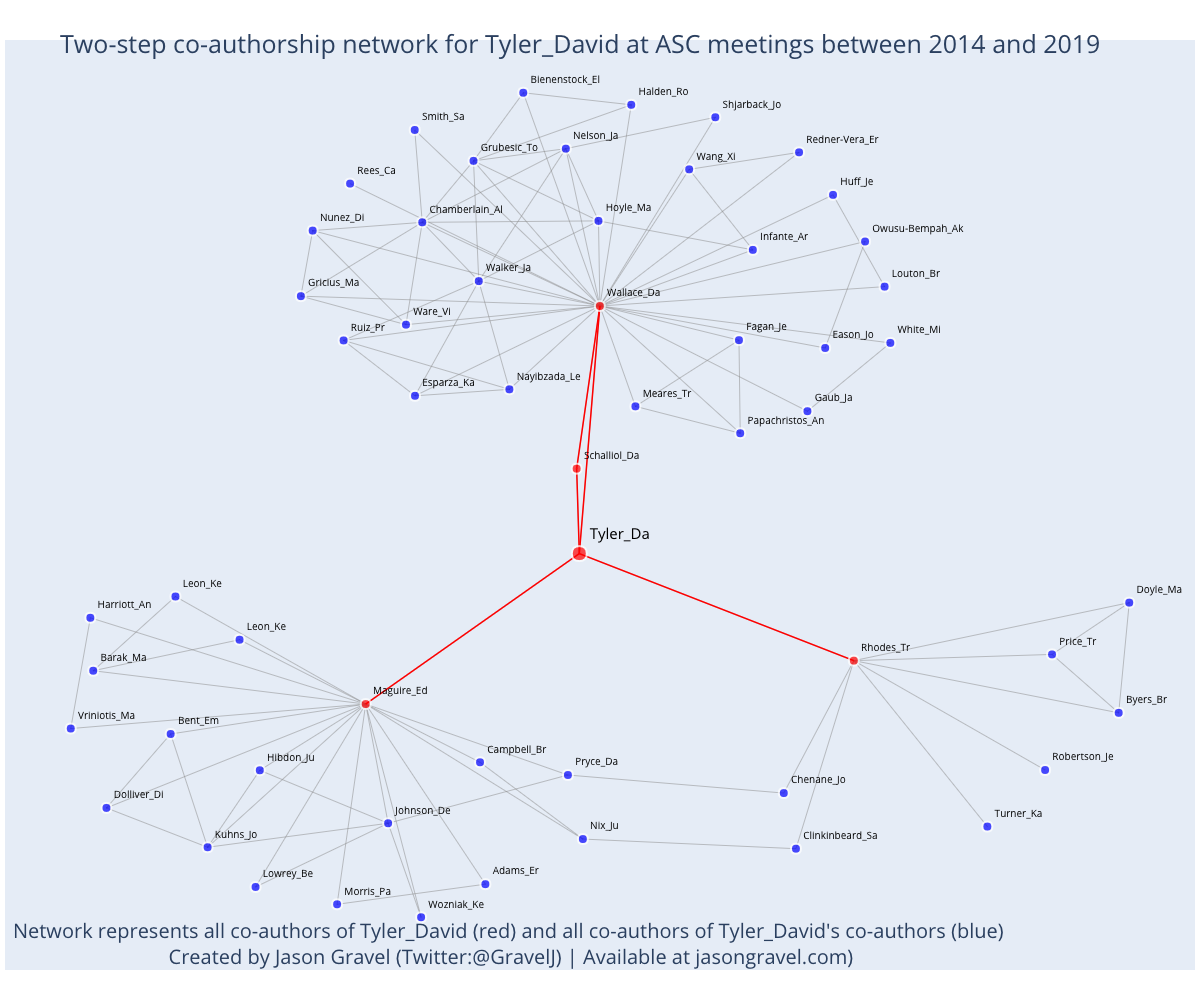 Two-step co-authorship network for Tyler_David at ASC meetings between 2014 and 2019
Bienenstock_El
Halden_Ro
Shjarback_Jo
Smith_Sa
Nelson_Ja
Redner-Vera_Er
Grubesic_To
Wang_Xi
Rees_Ca
Huff_Je
Chamberlain_Al
Hoyle_Ma
Nunez_Di
Owusu-Bempah_Ak
Infante_Ar
Walker_Ja
Louton_Br
Gricius_Ma
Wallace_Da
Ware_Vi
Ruiz_Pr
Fagan_Je
Eason_Jo
White_Mi
Esparza_Ka
Nayibzada_Le
Meares_Tr
Gaub_Ja
Papachristos_An
Schalliol_Da
Tyler_Da
Leon_Ke
Doyle_Ma
Harriott_An
Leon_Ke
Price_Tr
Rhodes_Tr
Barak_Ma
Maguire_Ed
Byers_Br
Vriniotis_Ma
Bent_Em
Campbell_Br
Hibdon_Ju
Pryce_Da
Robertson_Je
Chenane_Jo
Dolliver_Di
Johnson_De
Turner_Ka
Nix_Ju
Kuhns_Jo
Clinkinbeard_Sa
Lowrey_Be
Adams_Er
Morris_Pa
Wozniak_Ke
Network represents all co-authors of Tyler_David (red) and all co-authors of Tyler_David's co-authors (blue)
Created by Jason Gravel (Twitter:@GravelJ) | Available at jasongravel.com)